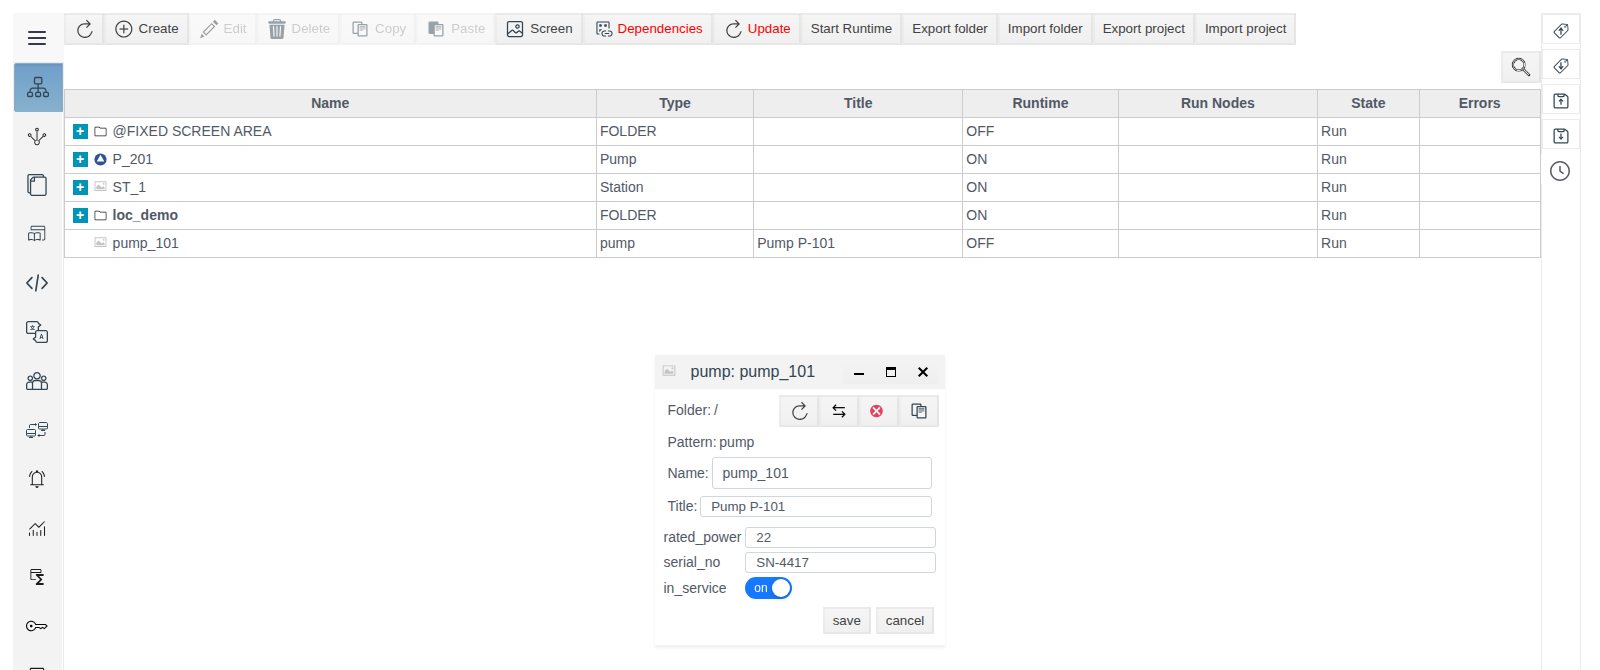 Create Edit Delete Copy Paste Screen Dependencies Update Start Runtime Export folder Import folder Export project Import project
Name Type Title Runtime Run Nodes State Errors
@FIXED SCREEN AREA FOLDER OFF Run
P_201 Pump ON Run
ST_1 Station ON Run
loc_demo FOLDER ON Run
pump_101 pump Pump P-101 OFF Run
pump: pump_101
Folder: /
Pattern: pump
Name: pump_101
Title: Pump P-101
rated_power 22
serial_no SN-4417
in_service on
save cancel